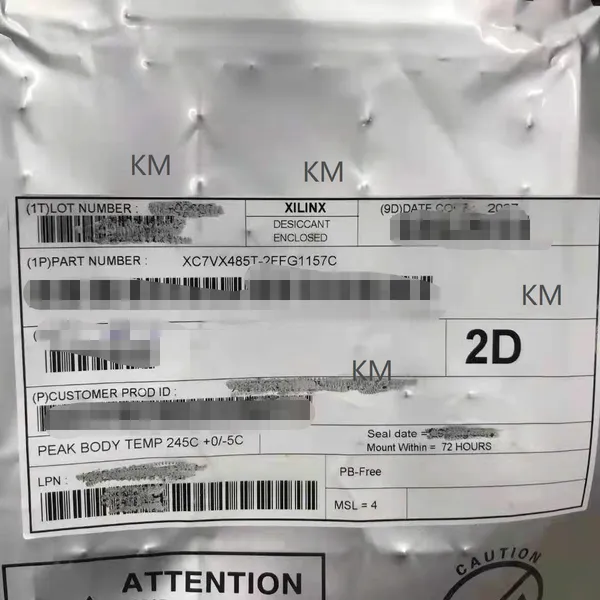 KM
KM
(1T)LOT NUMBER :
XILINX
DESICCANT
ENCLOSED
(9D)DATE
(1P)PART NUMBER : XC7VX485T-2FFG1157C
KM
2D
KM
(P)CUSTOMER PROD ID :
PEAK BODY TEMP 245C +0/-5C
Seal date =
Mount Within = 72 HOURS
LPN :
PB-Free
MSL = 4
ATTENTION
CAUTION